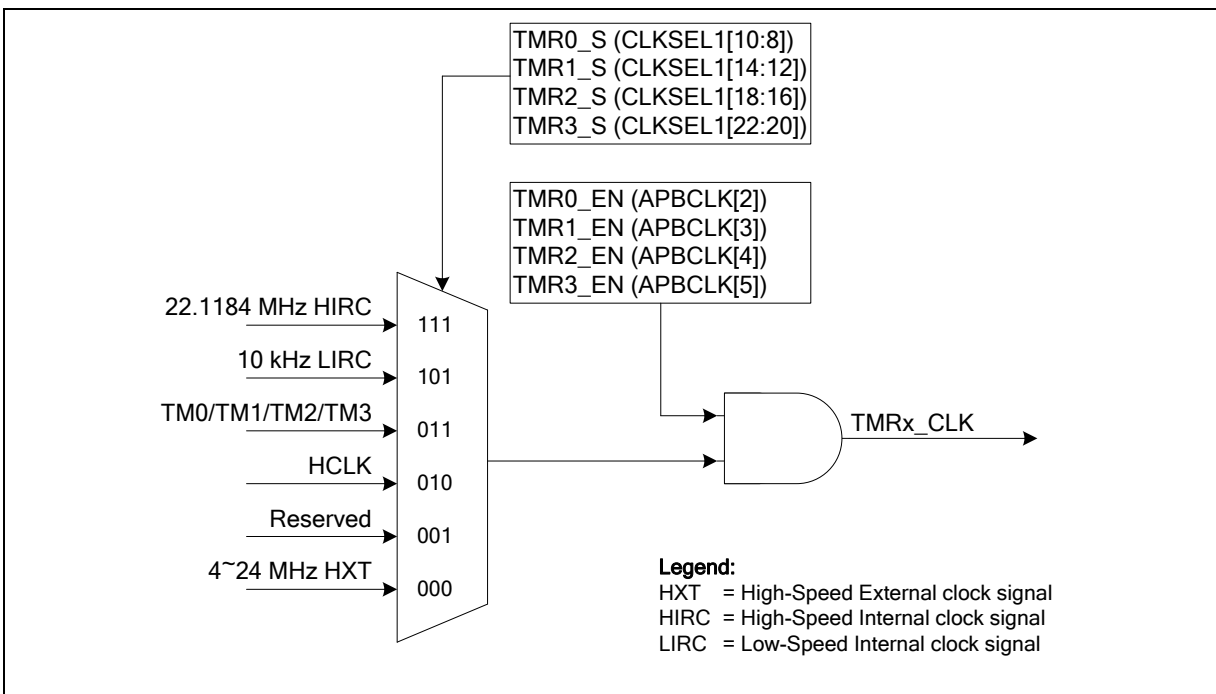 TMR0_S (CLKSEL1[10:8])
TMR1_S (CLKSEL1[14:12])
TMR2_S (CLKSEL1[18:16])
TMR3_S (CLKSEL1[22:20])
TMR0_EN (APBCLK[2])
TMR1_EN (APBCLK[3])
TMR2_EN (APBCLK[4])
TMR3_EN (APBCLK[5])
22.1184 MHz HIRC
111
10 kHz LIRC
101
TM0/TM1/TM2/TM3
011
HCLK
010
Reserved
001
4~24 MHz HXT
000
TMRx_CLK
Legend:
HXT = High-Speed External clock signal
HIRC = High-Speed Internal clock signal
LIRC = Low-Speed Internal clock signal